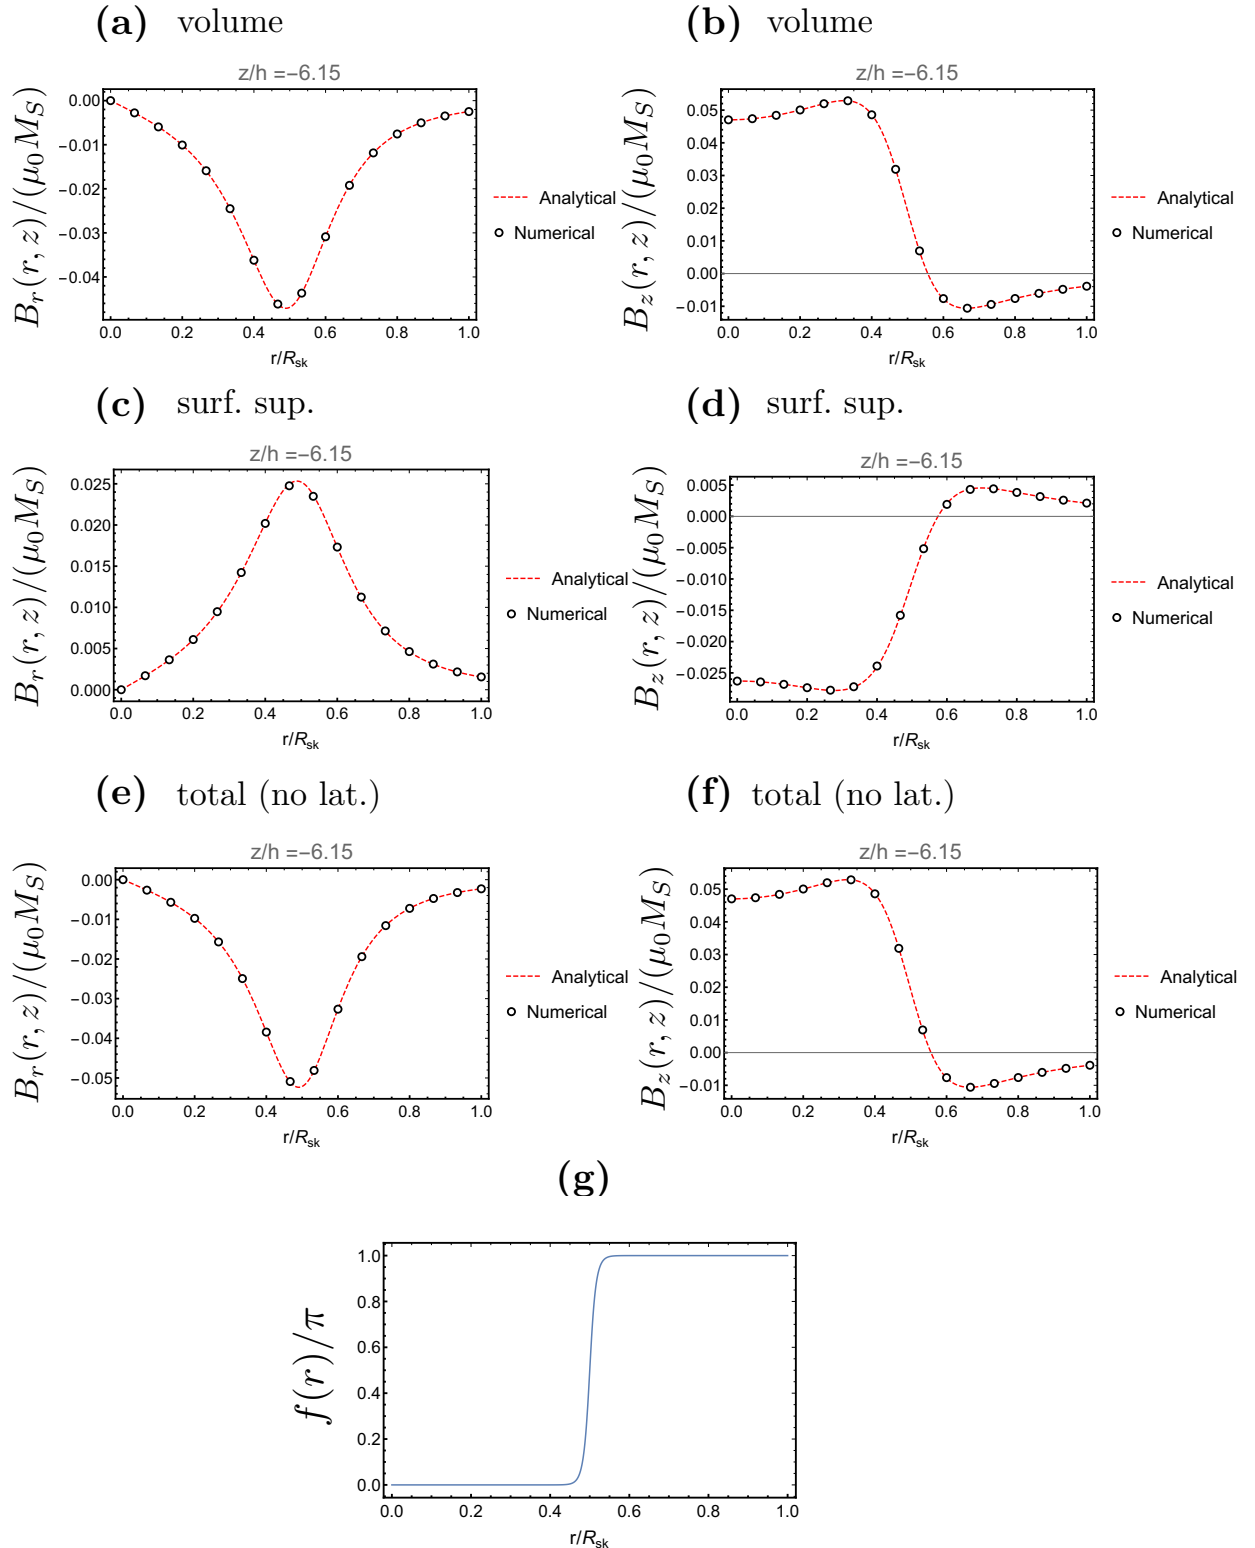 (a) volume
z/h =−6.15
B_r(r, z)/(μ_0 M_S)
0.00
−0.01
−0.02
−0.03
−0.04
0.0 0.2 0.4 0.6 0.8 1.0
r/R_sk
Analytical
Numerical
(b) volume
z/h =−6.15
B_z(r, z)/(μ_0 M_S)
0.05
0.04
0.03
0.02
0.01
0.00
−0.01
0.0 0.2 0.4 0.6 0.8 1.0
r/R_sk
Analytical
Numerical
(c) surf. sup.
z/h =−6.15
B_r(r, z)/(μ_0 M_S)
0.025
0.020
0.015
0.010
0.005
0.000
0.0 0.2 0.4 0.6 0.8 1.0
r/R_sk
Analytical
Numerical
(d) surf. sup.
z/h =−6.15
B_z(r, z)/(μ_0 M_S)
0.005
0.000
−0.005
−0.010
−0.015
−0.020
−0.025
0.0 0.2 0.4 0.6 0.8 1.0
r/R_sk
Analytical
Numerical
(e) total (no lat.)
z/h =−6.15
B_r(r, z)/(μ_0 M_S)
0.00
−0.01
−0.02
−0.03
−0.04
−0.05
0.0 0.2 0.4 0.6 0.8 1.0
r/R_sk
Analytical
Numerical
(f) total (no lat.)
z/h =−6.15
B_z(r, z)/(μ_0 M_S)
0.05
0.04
0.03
0.02
0.01
0.00
−0.01
0.0 0.2 0.4 0.6 0.8 1.0
r/R_sk
Analytical
Numerical
(g)
f(r)/π
1.0
0.8
0.6
0.4
0.2
0.0
0.0 0.2 0.4 0.6 0.8 1.0
r/R_sk